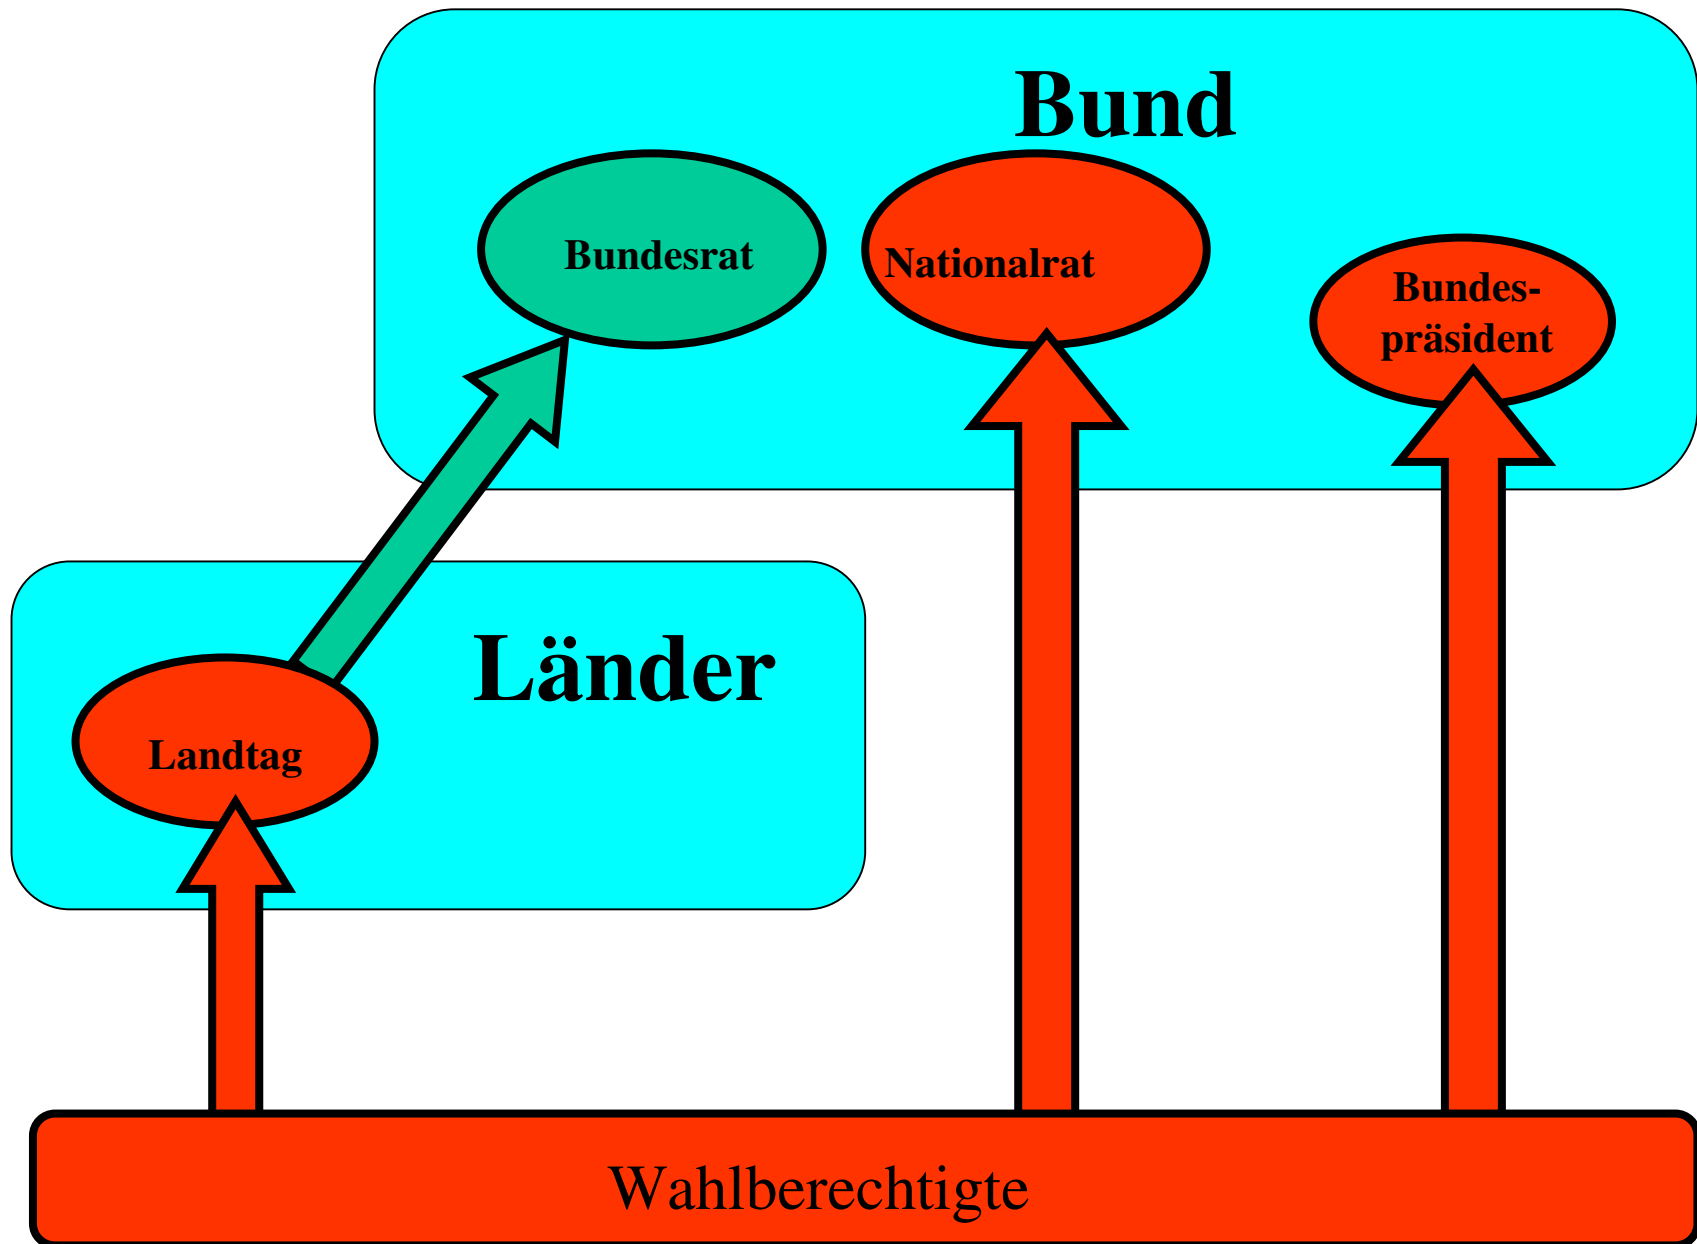 Bund
Bundesrat
Nationalrat
Bundes-
präsident
Länder
Landtag
Wahlberechtigte